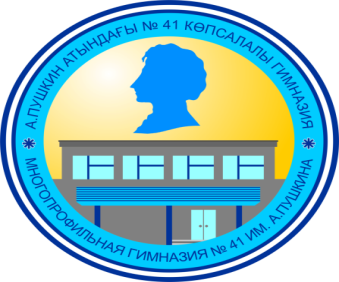 А.ПУШКИН АТЫНДАҒЫ № 41 КӨПСАЛАЛЫ ГИМНАЗИЯ
МНОГОПРОФИЛЬНАЯ ГИМНАЗИЯ № 41 ИМ. А.ПУШКИНА